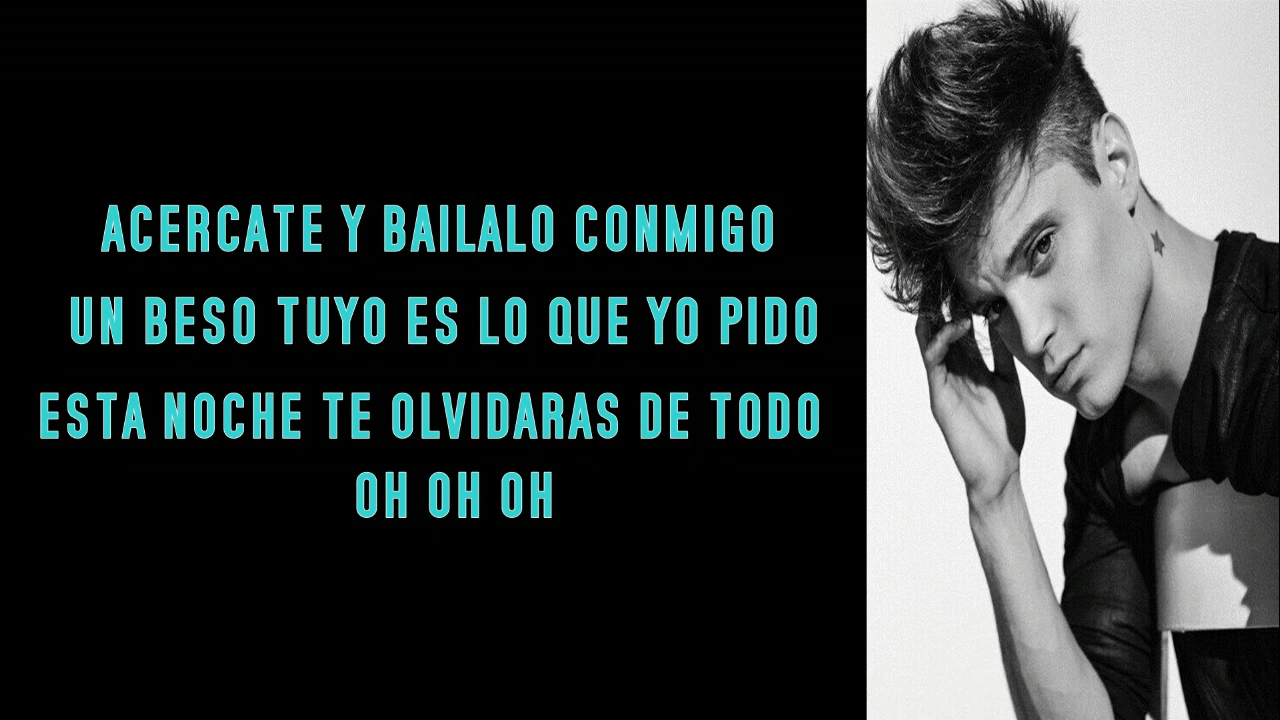 ACERCATE Y BAILALO CONMIGO
UN BESO TUYO ES LO QUE YO PIDO
ESTA NOCHE TE OLVIDARAS DE TODO
OH OH OH